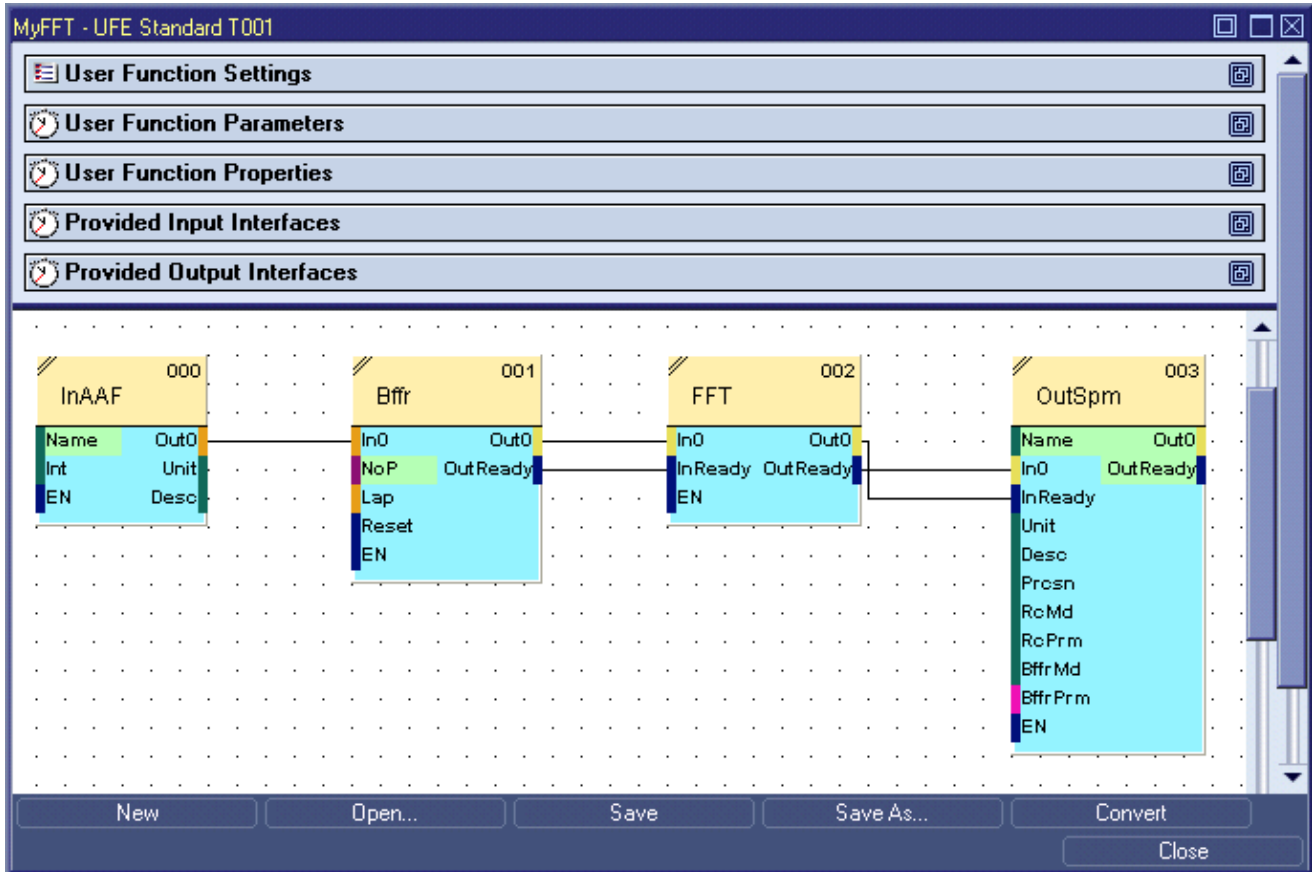 MyFFT - UFE Standard T001
User Function Settings
User Function Parameters
User Function Properties
Provided Input Interfaces
Provided Output Interfaces
000
InAAF
Name Out0
Int Unit
EN Desc
001
Bffr
In0 Out0
NoP OutReady
Lap
Reset
EN
002
FFT
In0 Out0
InReady OutReady
EN
003
OutSpm
Name Out0
In0 OutReady
InReady
Unit
Desc
Prcsn
RcMd
RcPrm
BffrMd
BffrPrm
EN
New Open... Save Save As... Convert
Close